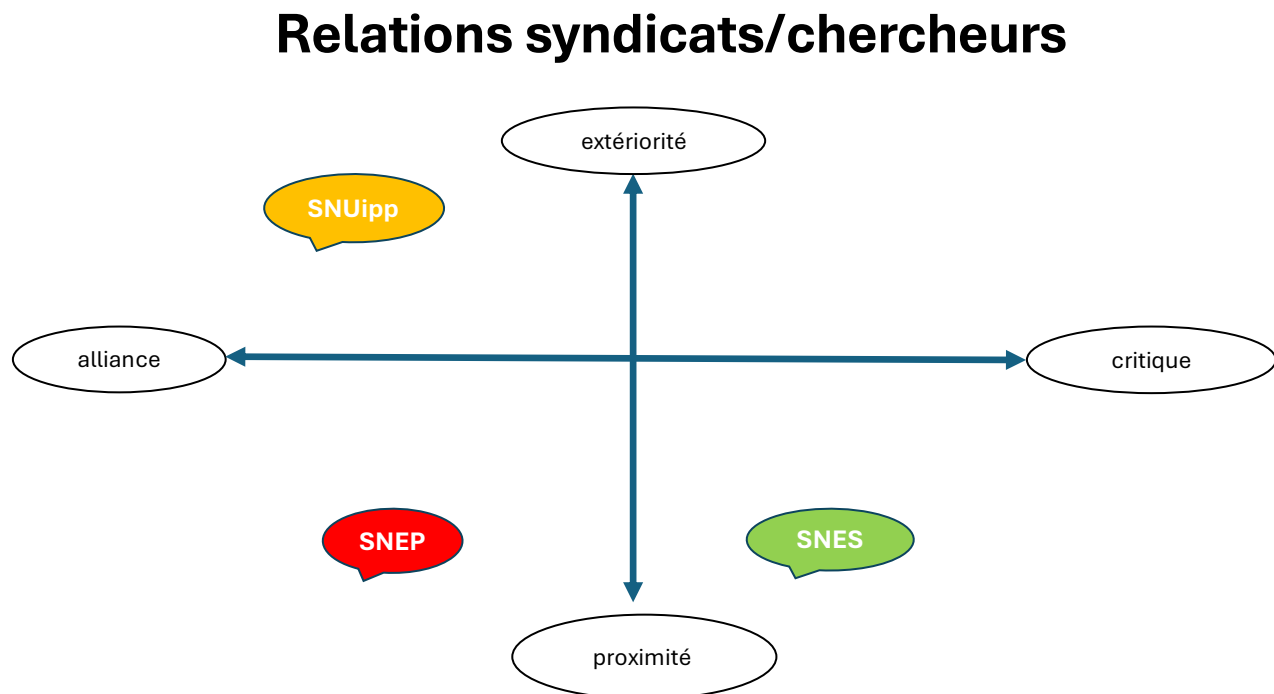 Relations syndicats/chercheurs
extériorité
SNUipp
alliance
critique
SNEP
SNES
proximité